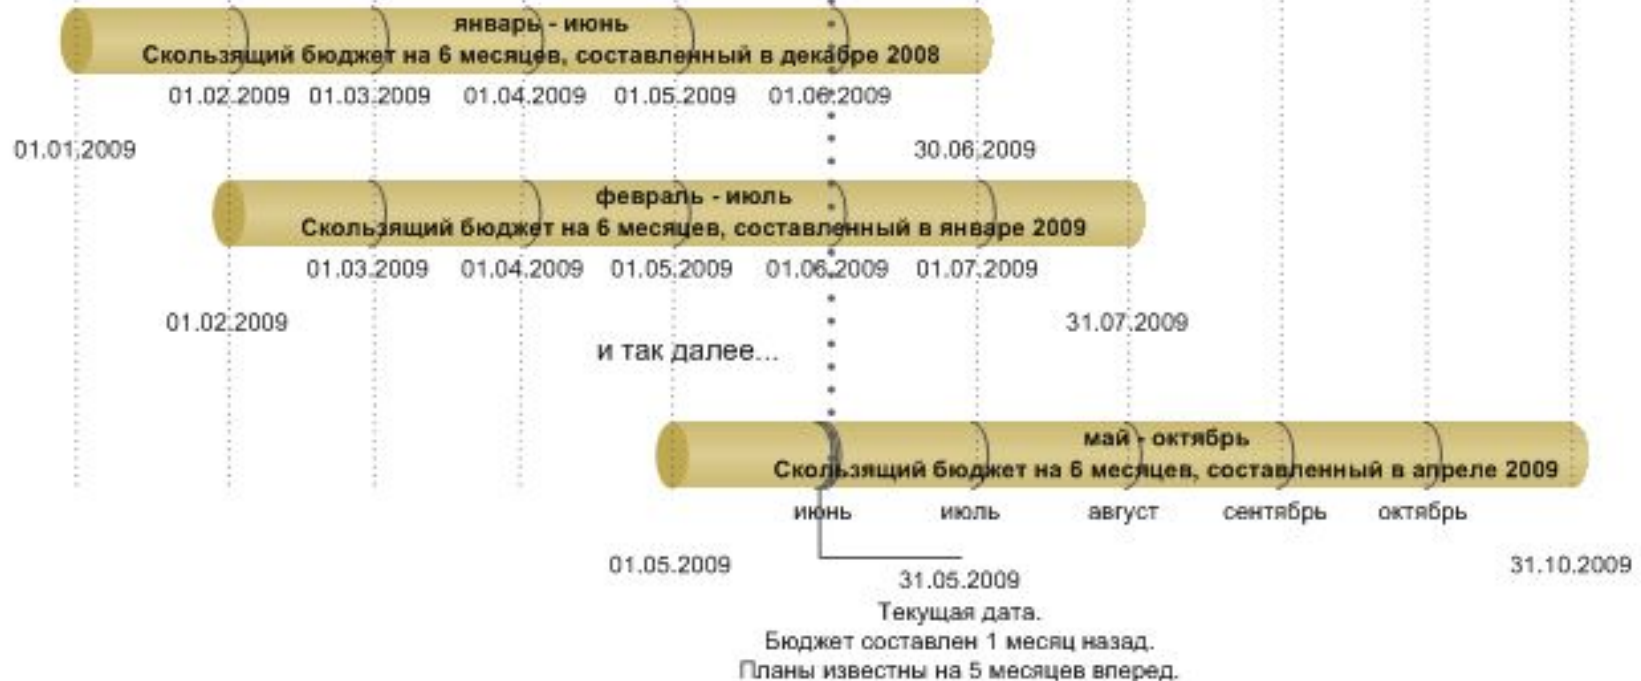 январь - июнь
Скользящий бюджет на 6 месяцев, составленный в декабре 2008
01.02.2009 01.03.2009 01.04.2009 01.05.2009 01.06.2009
01.01.2009 30.06.2009
февраль - июль
Скользящий бюджет на 6 месяцев, составленный в январе 2009
01.03.2009 01.04.2009 01.05.2009 01.06.2009 01.07.2009
01.02.2009 31.07.2009
и так далее...
май - октябрь
Скользящий бюджет на 6 месяцев, составленный в апреле 2009
июнь июль август сентябрь октябрь
01.05.2009 31.10.2009
31.05.2009
Текущая дата.
Бюджет составлен 1 месяц назад.
Планы известны на 5 месяцев вперед.